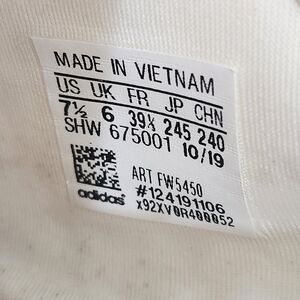 MADE IN VIETNAM
US UK FR JP CHN
7½ 6 39⅓ 245 240
SHW 675001 10/19
ART FW5450
#124191106
X92XV0R400052
adidas